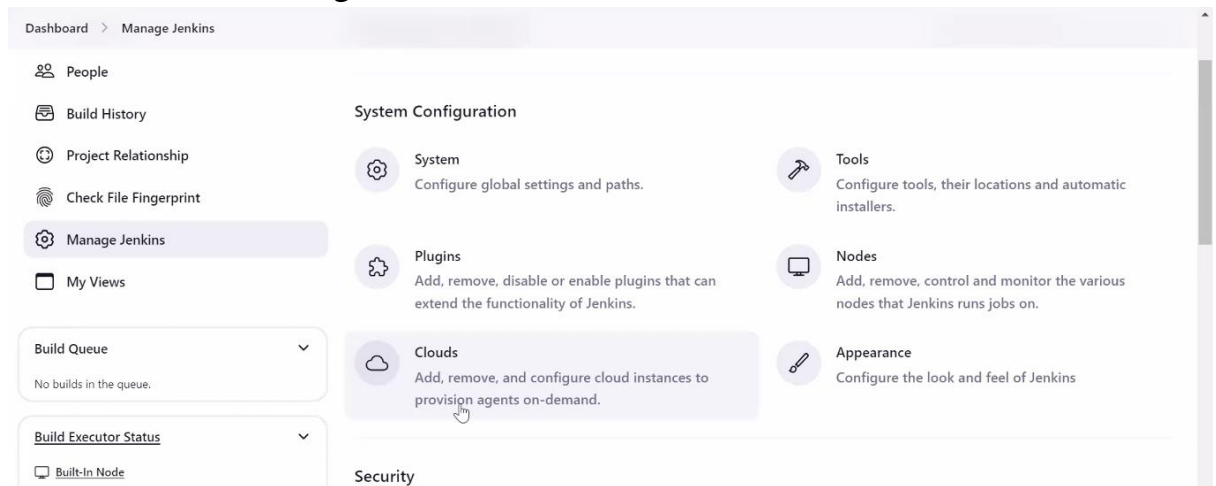 Dashboard > Manage Jenkins
People
Build History
Project Relationship
Check File Fingerprint
Manage Jenkins
My Views
Build Queue
No builds in the queue.
Build Executor Status
Built-In Node
System Configuration
System
Configure global settings and paths.
Tools
Configure tools, their locations and automatic
installers.
Plugins
Add, remove, disable or enable plugins that can
extend the functionality of Jenkins.
Nodes
Add, remove, control and monitor the various
nodes that Jenkins runs jobs on.
Clouds
Add, remove, and configure cloud instances to
provision agents on-demand.
Appearance
Configure the look and feel of Jenkins
Security